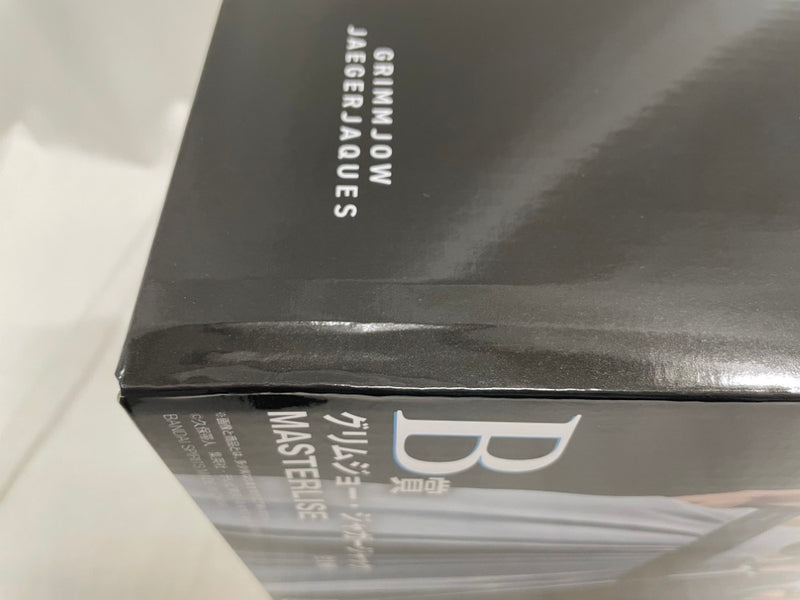 GRIMMJOW
JAEGERJAQUES
B賞
グリムジョー・ジャガージャック
MASTERLISE
BANDAI SPIRITS